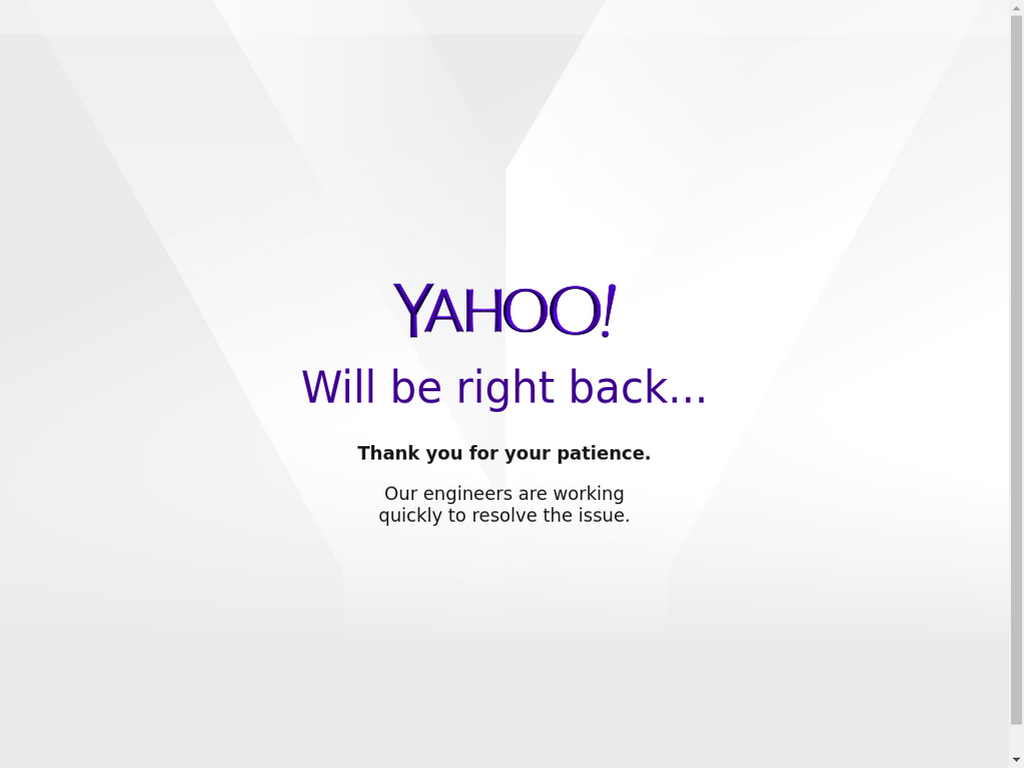 YAHOO!
Will be right back...
Thank you for your patience.
Our engineers are working
quickly to resolve the issue.